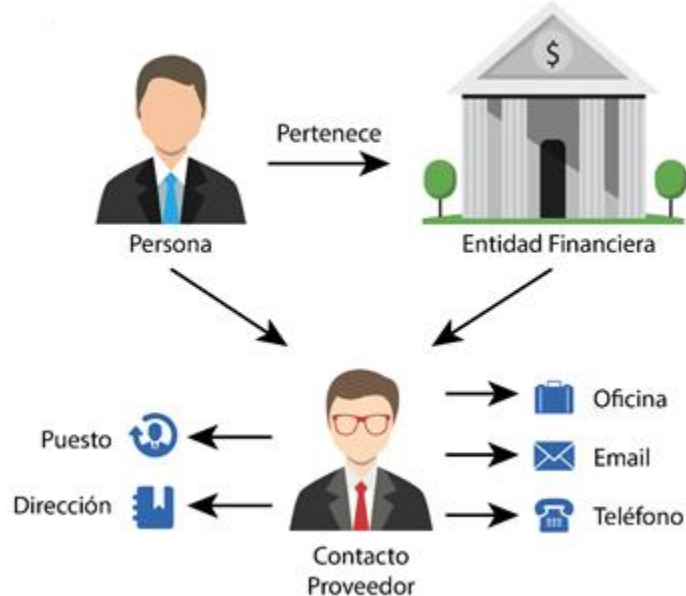 $
Pertenece
Persona
Entidad Financiera
Puesto
Dirección
Oficina
Email
Teléfono
Contacto
Proveedor